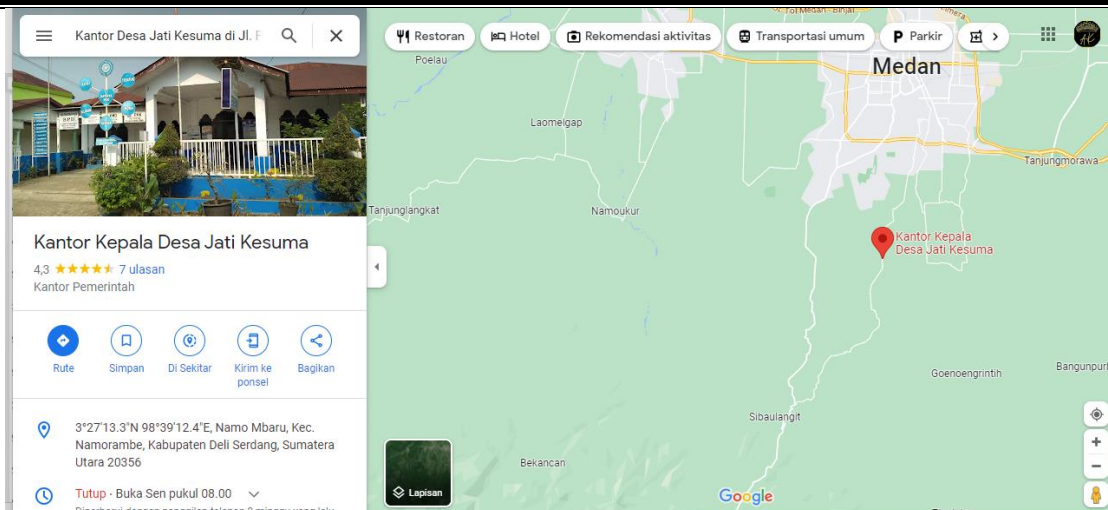 Kantor Desa Jati Kesuma di Jl. F
Restoran
Hotel
Rekomendasi aktivitas
Transportasi umum
P Parkir
Kantor Kepala Desa Jati Kesuma
4,3
7 ulasan
Kantor Pemerintah
Rute
Simpan
Di Sekitar
Kirim ke
ponsel
Bagikan
3°27'13.3"N 98°39'12.4"E, Namo Mbaru, Kec.
Namorambe, Kabupaten Deli Serdang, Sumatera
Utara 20356
Tutup · Buka Sen pukul 08.00
Poelau
Medan
Laomeigap
Tanjungmorawa
Tanjunglangkat
Namoukur
Kantor Kepala
Desa Jati Kesuma
Goenoengrintih
Bangunpur
Sibaulangit
Bekancan
Lapisan
Google